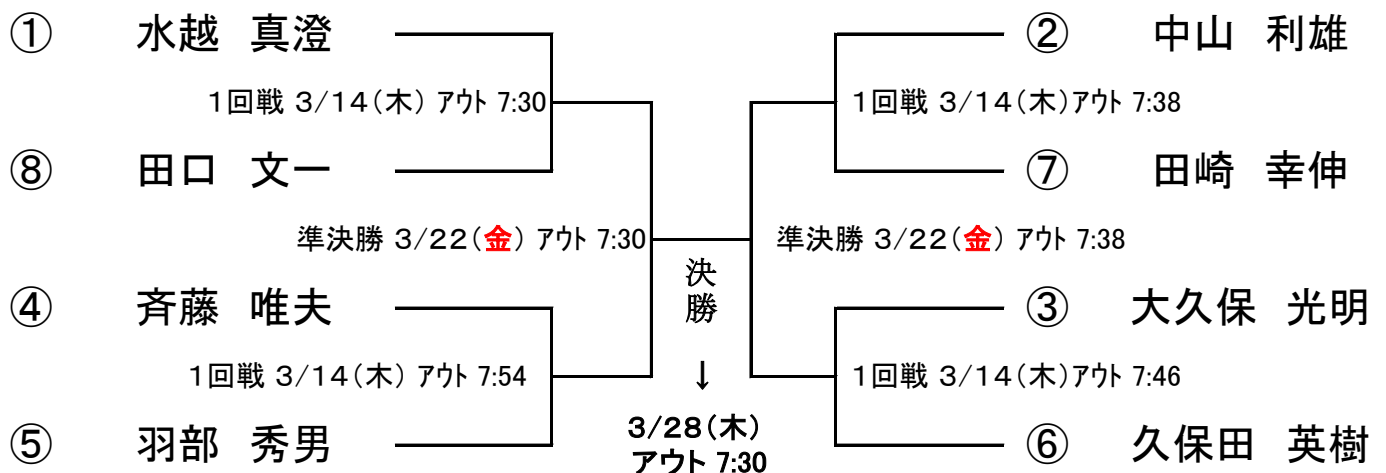 ① 水越 真澄 ② 中山 利雄
1回戦 3/14(木) アウト 7:30 1回戦 3/14(木)アウト 7:38
⑧ 田口 文一 ⑦ 田崎 幸伸
準決勝 3/22(金) アウト 7:30 準決勝 3/22(金) アウト 7:38
決勝
④ 斉藤 唯夫 ③ 大久保 光明
1回戦 3/14(木) アウト 7:54 ↓ 1回戦 3/14(木)アウト 7:46
3/28(木)
⑤ 羽部 秀男 ⑥ 久保田 英樹
アウト 7:30